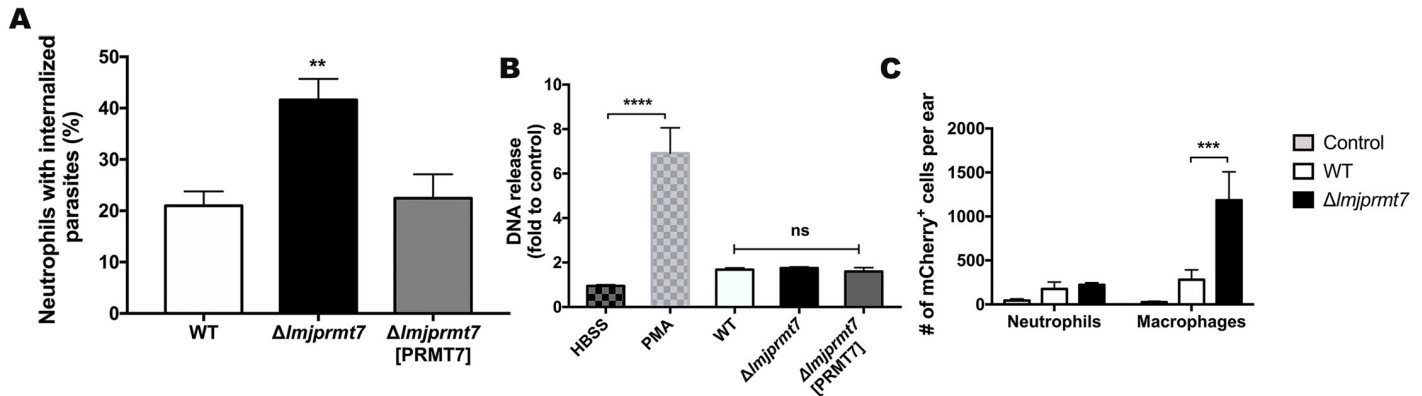 A
Neutrophils with internalized
parasites (%)
50
40
30
20
10
0
**
WT
Δlmjprmt7
Δlmjprmt7
[PRMT7]
B
DNA release
(fold to control)
10
8
6
4
2
0
****
ns
HBSS
PMA
WT
Δlmjprmt7
Δlmjprmt7
[PRMT7]
C
# of mCherry⁺ cells per ear
2000
1500
1000
500
0
***
Neutrophils
Macrophages
Control
WT
Δlmjprmt7